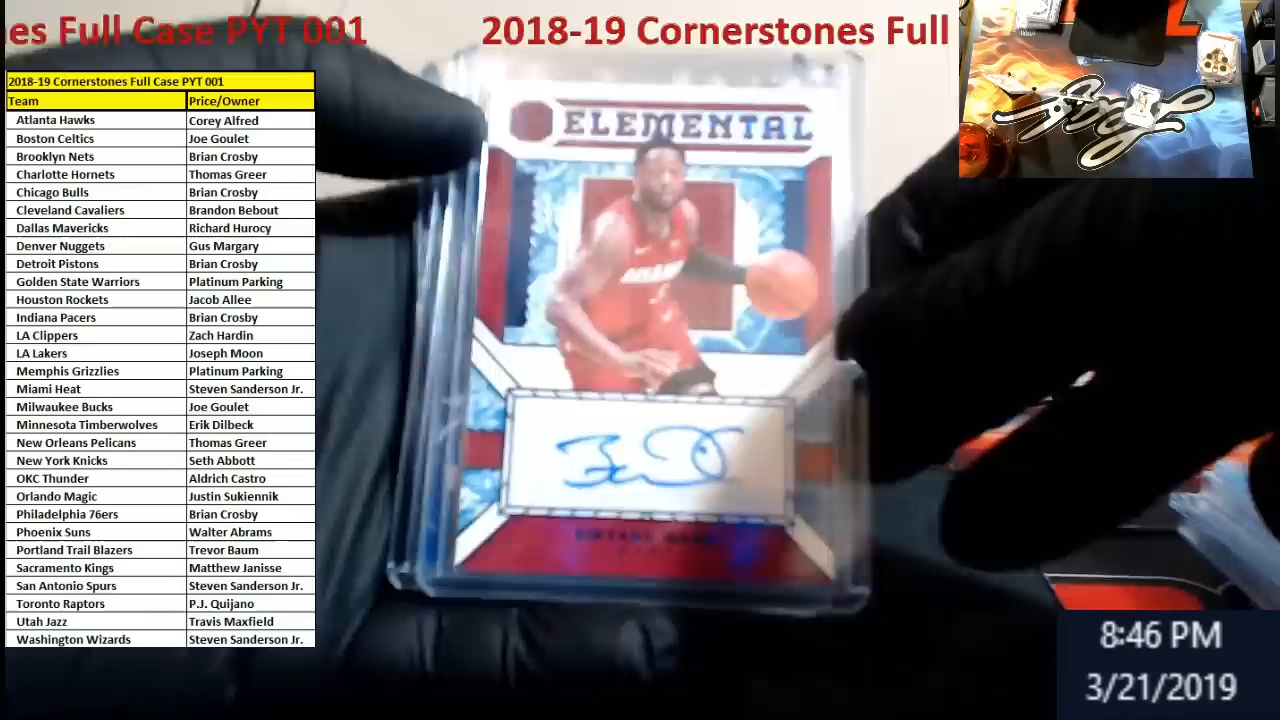 es Full Case PYT 001 2018-19 Cornerstones Full
2018-19 Cornerstones Full Case PYT 001
Team Price/Owner
Atlanta Hawks Corey Alfred
Boston Celtics Joe Goulet
Brooklyn Nets Brian Crosby
Charlotte Hornets Thomas Greer
Chicago Bulls Brian Crosby
Cleveland Cavaliers Brandon Bebout
Dallas Mavericks Richard Hurocy
Denver Nuggets Gus Margary
Detroit Pistons Brian Crosby
Golden State Warriors Platinum Parking
Houston Rockets Jacob Allee
Indiana Pacers Brian Crosby
LA Clippers Zach Hardin
LA Lakers Joseph Moon
Memphis Grizzlies Platinum Parking
Miami Heat Steven Sanderson Jr.
Milwaukee Bucks Joe Goulet
Minnesota Timberwolves Erik Dilbeck
New Orleans Pelicans Thomas Greer
New York Knicks Seth Abbott
OKC Thunder Aldrich Castro
Orlando Magic Justin Sukiennik
Philadelphia 76ers Brian Crosby
Phoenix Suns Walter Abrams
Portland Trail Blazers Trevor Baum
Sacramento Kings Matthew Janisse
San Antonio Spurs Steven Sanderson Jr.
Toronto Raptors P.J. Quijano
Utah Jazz Travis Maxfield
Washington Wizards Steven Sanderson Jr.
ELEMENTAL
8:46 PM
3/21/2019